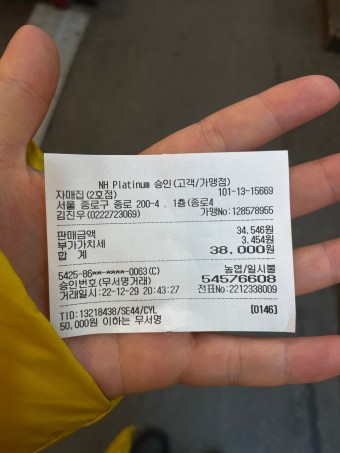 NH Platinum 승인(고객/가맹점)
자매집(2호점) 101-13-15669
서울 종로구 종로 200-4 , 1층(종로4
김진우(0222723069) 가맹No:128578955
판매금액 34,546원
부가가치세 3,454원
합 계 38,000원
5425-86**-****-0063(C) 농협/일시불
승인번호(무서명거래) 54576608
거래일시:22-12-29 20:43:27 전표No:2212338009
TID:13218438/SE44/CYL [0146]
50,000원 이하는 무서명